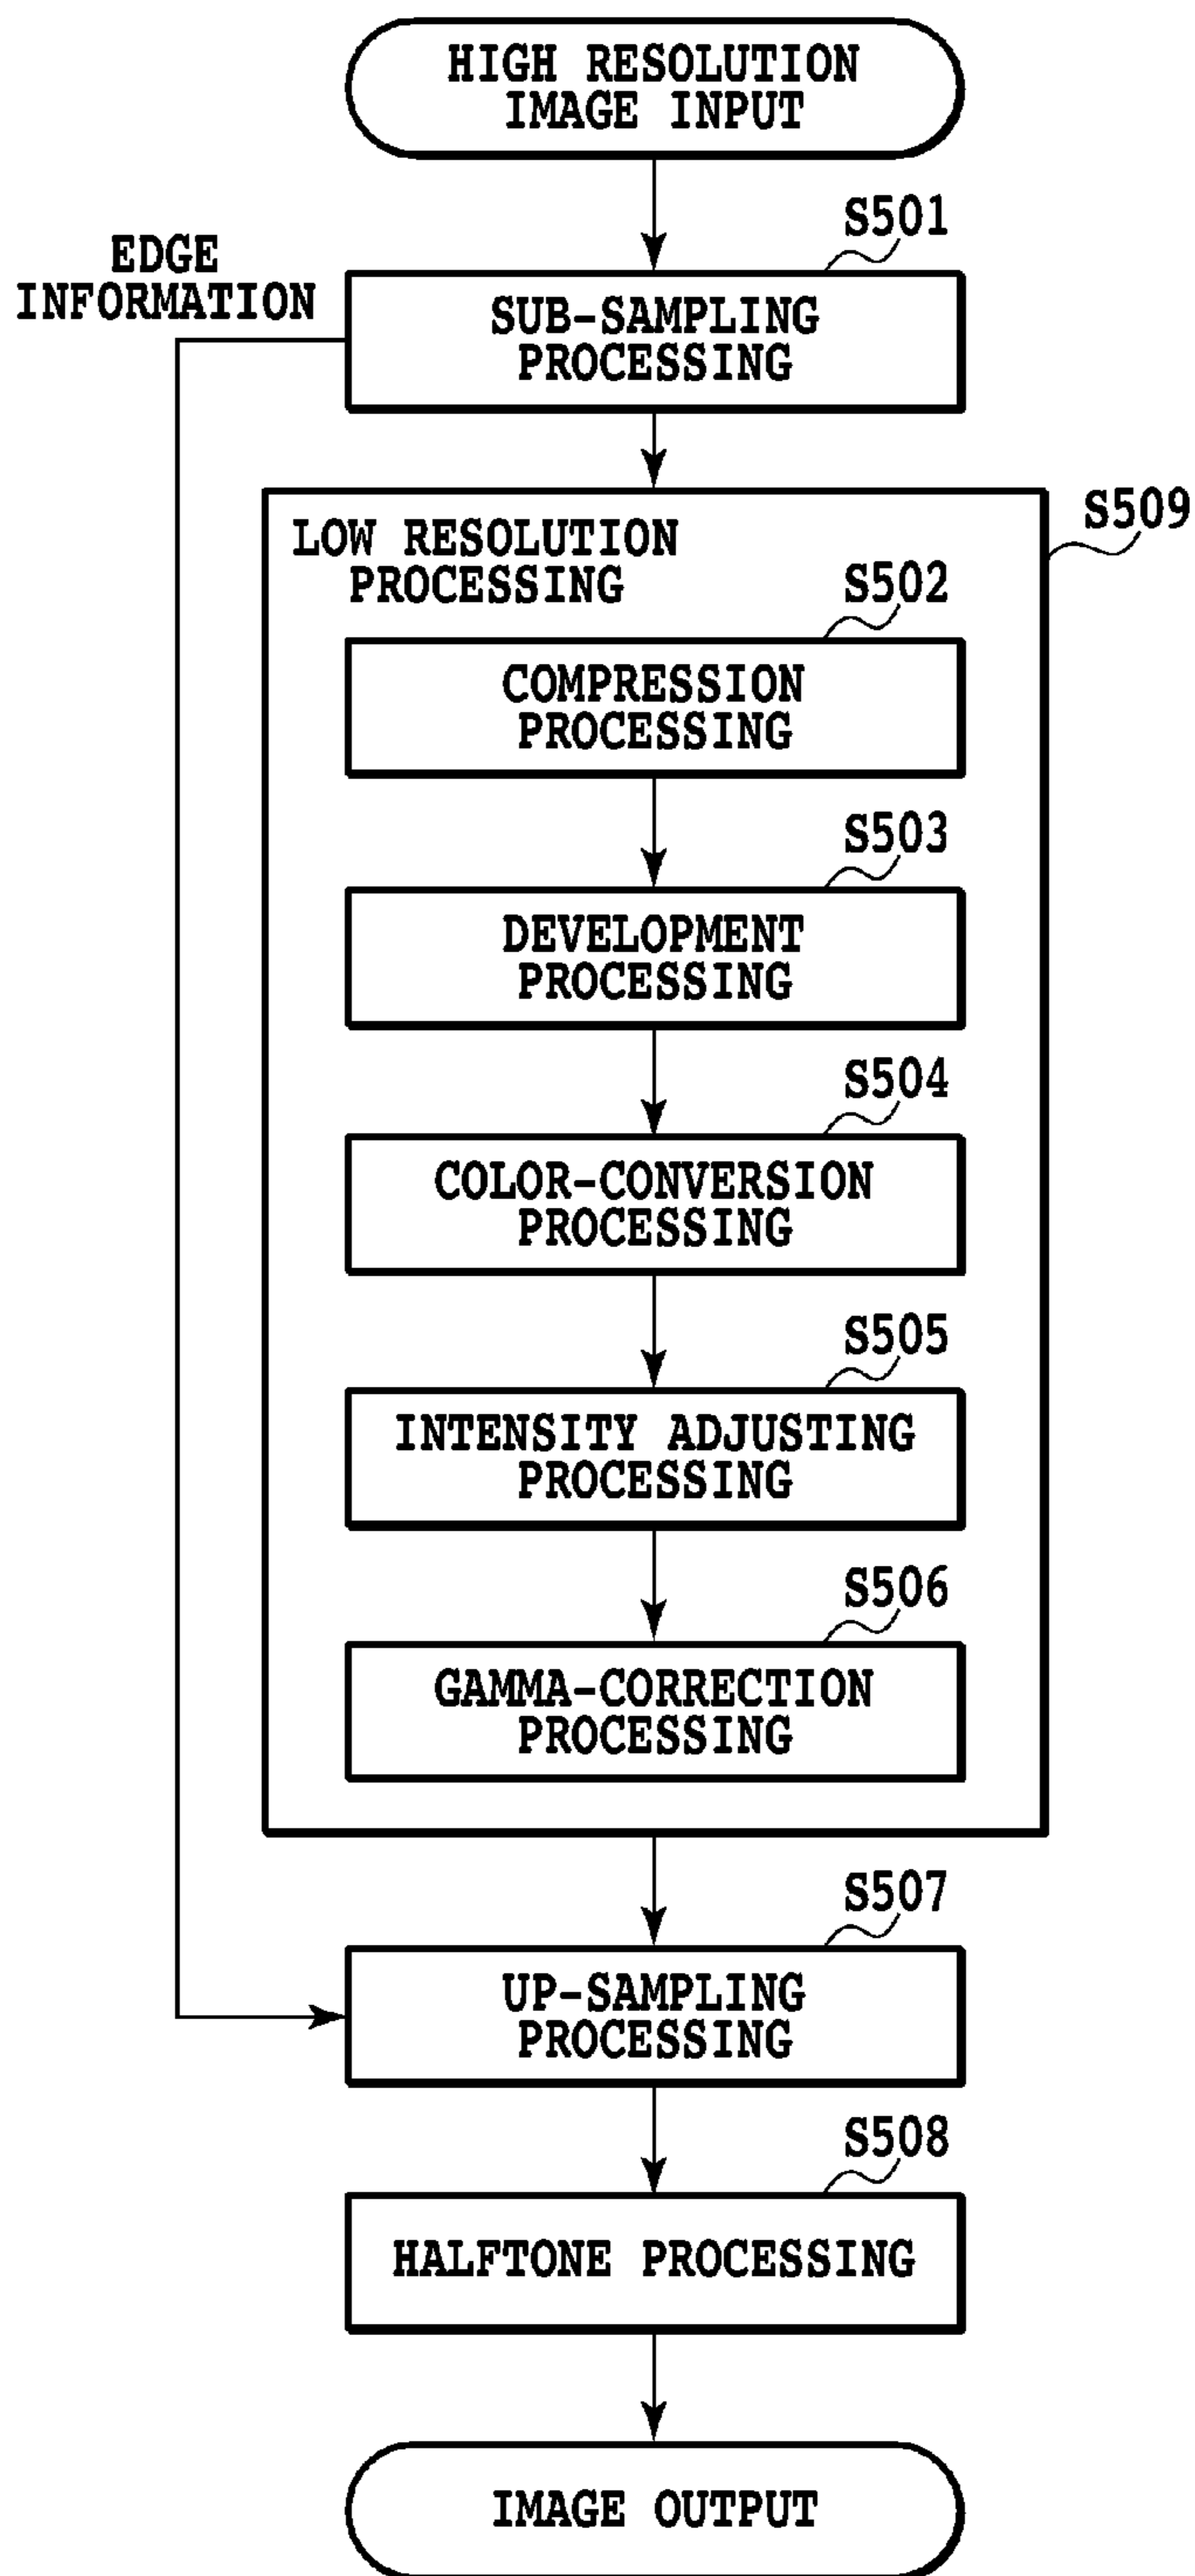 HIGH RESOLUTION
IMAGE INPUT
S501
EDGE
INFORMATION
SUB-SAMPLING
PROCESSING
S509
LOW RESOLUTION
PROCESSING
S502
COMPRESSION
PROCESSING
S503
DEVELOPMENT
PROCESSING
S504
COLOR-CONVERSION
PROCESSING
S505
INTENSITY ADJUSTING
PROCESSING
S506
GAMMA-CORRECTION
PROCESSING
S507
UP-SAMPLING
PROCESSING
S508
HALFTONE PROCESSING
IMAGE OUTPUT